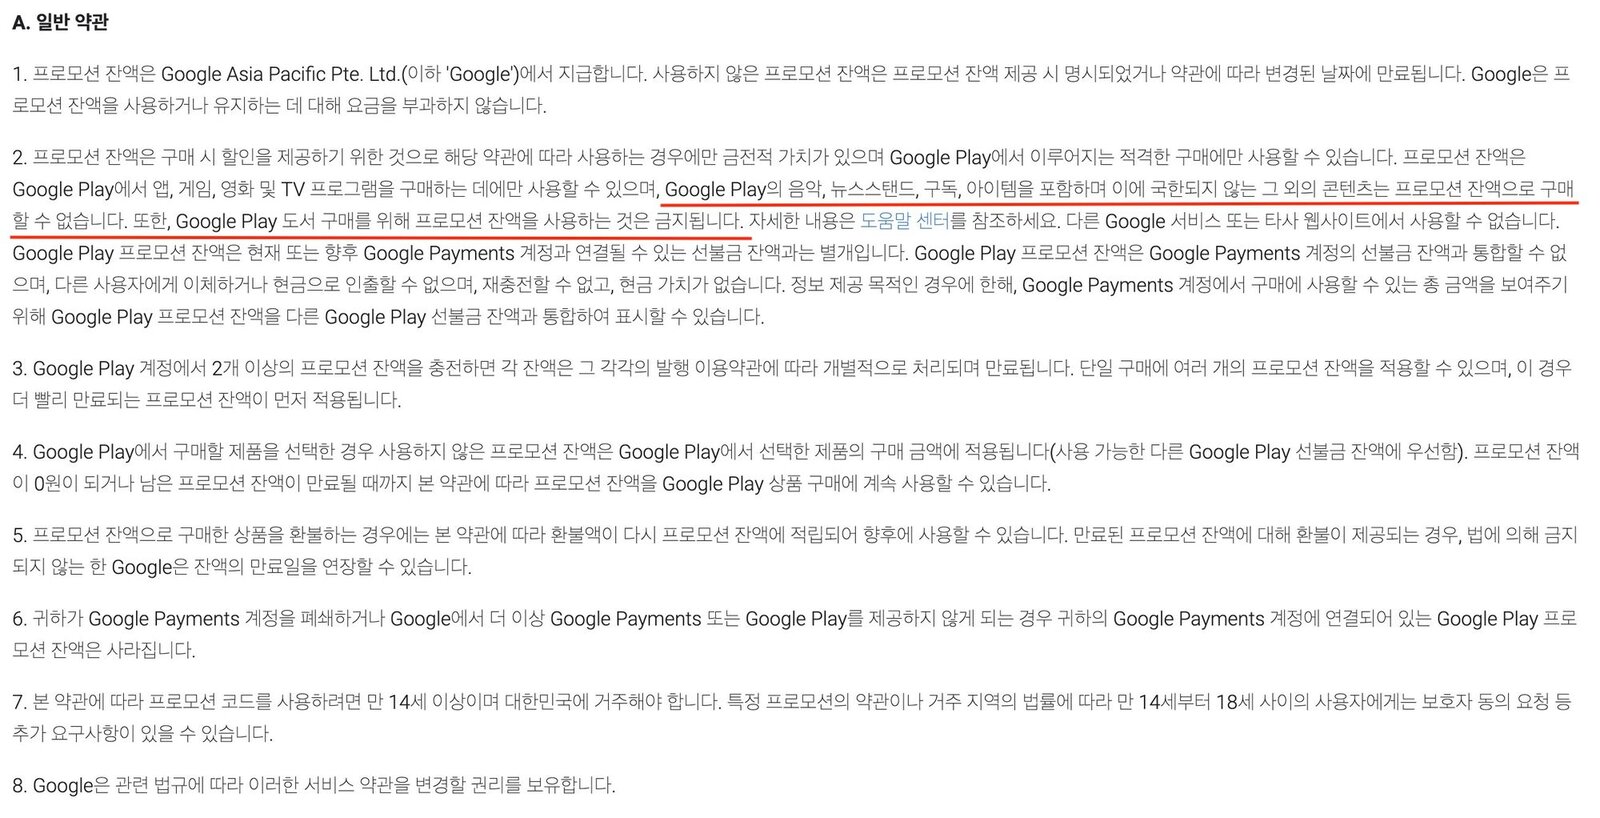 A. 일반 약관
1. 프로모션 잔액은 Google Asia Pacific Pte. Ltd.(이하 'Google')에서 지급합니다. 사용하지 않은 프로모션 잔액은 프로모션 잔액 제공 시 명시되었거나 약관에 따라 변경된 날짜에 만료됩니다. Google은 프
로모션 잔액을 사용하거나 유지하는 데 대해 요금을 부과하지 않습니다.
2. 프로모션 잔액은 구매 시 할인을 제공하기 위한 것으로 해당 약관에 따라 사용하는 경우에만 금전적 가치가 있으며 Google Play에서 이루어지는 적격한 구매에만 사용할 수 있습니다. 프로모션 잔액은
Google Play에서 앱, 게임, 영화 및 TV 프로그램을 구매하는 데에만 사용할 수 있으며, Google Play의 음악, 뉴스스탠드, 구독, 아이템을 포함하며 이에 국한되지 않는 그 외의 콘텐츠는 프로모션 잔액으로 구매
할 수 없습니다. 또한, Google Play 도서 구매를 위해 프로모션 잔액을 사용하는 것은 금지됩니다. 자세한 내용은 도움말 센터를 참조하세요. 다른 Google 서비스 또는 타사 웹사이트에서 사용할 수 없습니다.
Google Play 프로모션 잔액은 현재 또는 향후 Google Payments 계정과 연결될 수 있는 선불금 잔액과는 별개입니다. Google Play 프로모션 잔액은 Google Payments 계정의 선불금 잔액과 통합할 수 없
으며, 다른 사용자에게 이체하거나 현금으로 인출할 수 없으며, 재충전할 수 없고, 현금 가치가 없습니다. 정보 제공 목적인 경우에 한해, Google Payments 계정에서 구매에 사용할 수 있는 총 금액을 보여주기
위해 Google Play 프로모션 잔액을 다른 Google Play 선불금 잔액과 통합하여 표시할 수 있습니다.
3. Google Play 계정에서 2개 이상의 프로모션 잔액을 충전하면 각 잔액은 그 각각의 발행 이용약관에 따라 개별적으로 처리되며 만료됩니다. 단일 구매에 여러 개의 프로모션 잔액을 적용할 수 있으며, 이 경우
더 빨리 만료되는 프로모션 잔액이 먼저 적용됩니다.
4. Google Play에서 구매할 제품을 선택한 경우 사용하지 않은 프로모션 잔액은 Google Play에서 선택한 제품의 구매 금액에 적용됩니다(사용 가능한 다른 Google Play 선불금 잔액에 우선함). 프로모션 잔액
이 0원이 되거나 남은 프로모션 잔액이 만료될 때까지 본 약관에 따라 프로모션 잔액을 Google Play 상품 구매에 계속 사용할 수 있습니다.
5. 프로모션 잔액으로 구매한 상품을 환불하는 경우에는 본 약관에 따라 환불액이 다시 프로모션 잔액에 적립되어 향후에 사용할 수 있습니다. 만료된 프로모션 잔액에 대해 환불이 제공되는 경우, 법에 의해 금지
되지 않는 한 Google은 잔액의 만료일을 연장할 수 있습니다.
6. 귀하가 Google Payments 계정을 폐쇄하거나 Google에서 더 이상 Google Payments 또는 Google Play를 제공하지 않게 되는 경우 귀하의 Google Payments 계정에 연결되어 있는 Google Play 프로
모션 잔액은 사라집니다.
7. 본 약관에 따라 프로모션 코드를 사용하려면 만 14세 이상이며 대한민국에 거주해야 합니다. 특정 프로모션의 약관이나 거주 지역의 법률에 따라 만 14세부터 18세 사이의 사용자에게는 보호자 동의 요청 등
추가 요구사항이 있을 수 있습니다.
8. Google은 관련 법규에 따라 이러한 서비스 약관을 변경할 권리를 보유합니다.